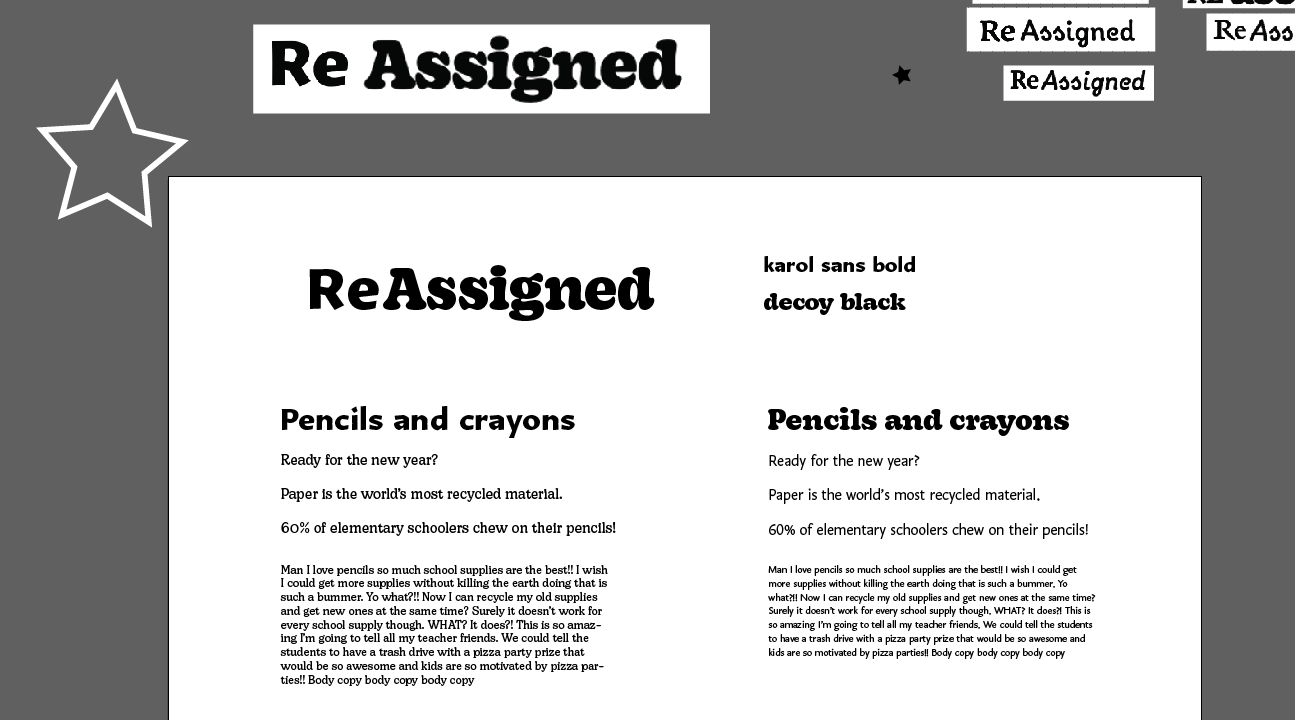 Re Assigned
Re Assigned
Re Ass
Re Assigned
ReAssigned
karol sans bold
decoy black
Pencils and crayons
Ready for the new year?
Paper is the world's most recycled material.
60% of elementary schoolers chew on their pencils!
Man I love pencils so much school supplies are the best!! I wish
I could get more supplies without killing the earth doing that is
such a bummer. Yo what?!! Now I can recycle my old supplies
and get new ones at the same time? Surely it doesn't work for
every school supply though. WHAT? It does?! This is so amaz-
ing I'm going to tell all my teacher friends. We could tell the
students to have a trash drive with a pizza party prize that
would be so awesome and kids are so motivated by pizza par-
ties!! Body copy body copy body copy
Pencils and crayons
Ready for the new year?
Paper is the world's most recycled material.
60% of elementary schoolers chew on their pencils!
Man I love pencils so much school supplies are the best!! I wish I could get
more supplies without killing the earth doing that is such a bummer. Yo
what?!! Now I can recycle my old supplies and get new ones at the same time?
Surely it doesn't work for every school supply though. WHAT? It does?! This is
so amazing I'm going to tell all my teacher friends. We could tell the students
to have a trash drive with a pizza party prize that would be so awesome and
kids are so motivated by pizza parties!! Body copy body copy body copy